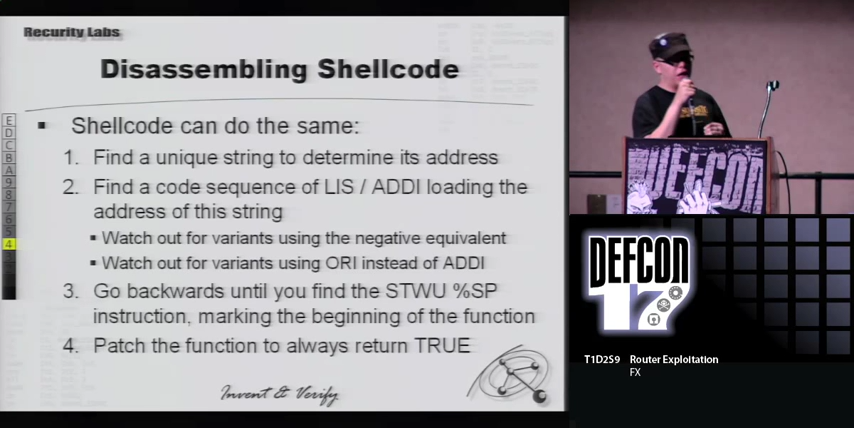 Recurity Labs
Disassembling Shellcode
Shellcode can do the same:
1. Find a unique string to determine its address
2. Find a code sequence of LIS / ADDI loading the
address of this string
Watch out for variants using the negative equivalent
Watch out for variants using ORI instead of ADDI
3. Go backwards until you find the STWU %SP
instruction, marking the beginning of the function
4. Patch the function to always return TRUE
Invent & Verify
E
D
C
B
A
9
8
7
6
5
4
DEFCON
DEFCON
17
T1D2S9 Router Exploitation
FX